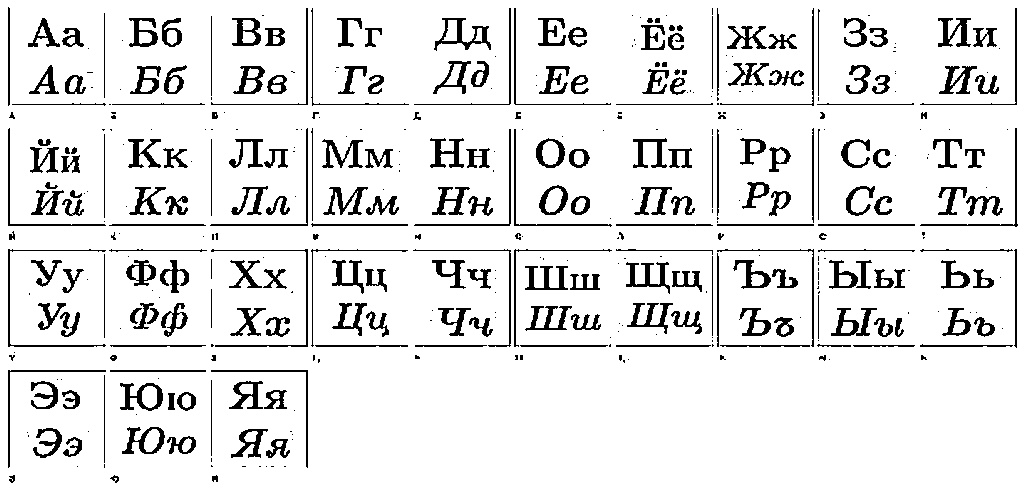 Аа Бб Вв Гг Дд Ее Ёё Жж Зз Ии
Аа Бб Вв Гг Дд Ее Ёё Жж Зз Ии
Йй Кк Лл Мм Нн Оо Пп Рр Сс Тт
Йй Кк Лл Мм Нн Оо Пп Рр Сс Тт
Уу Фф Хх Цц Чч Шш Щщ Ъъ Ыы Ьь
Уу Фф Хх Цц Чч Шш Щщ Ъъ Ыы Ьь
Ээ Юю Яя
Ээ Юю Яя